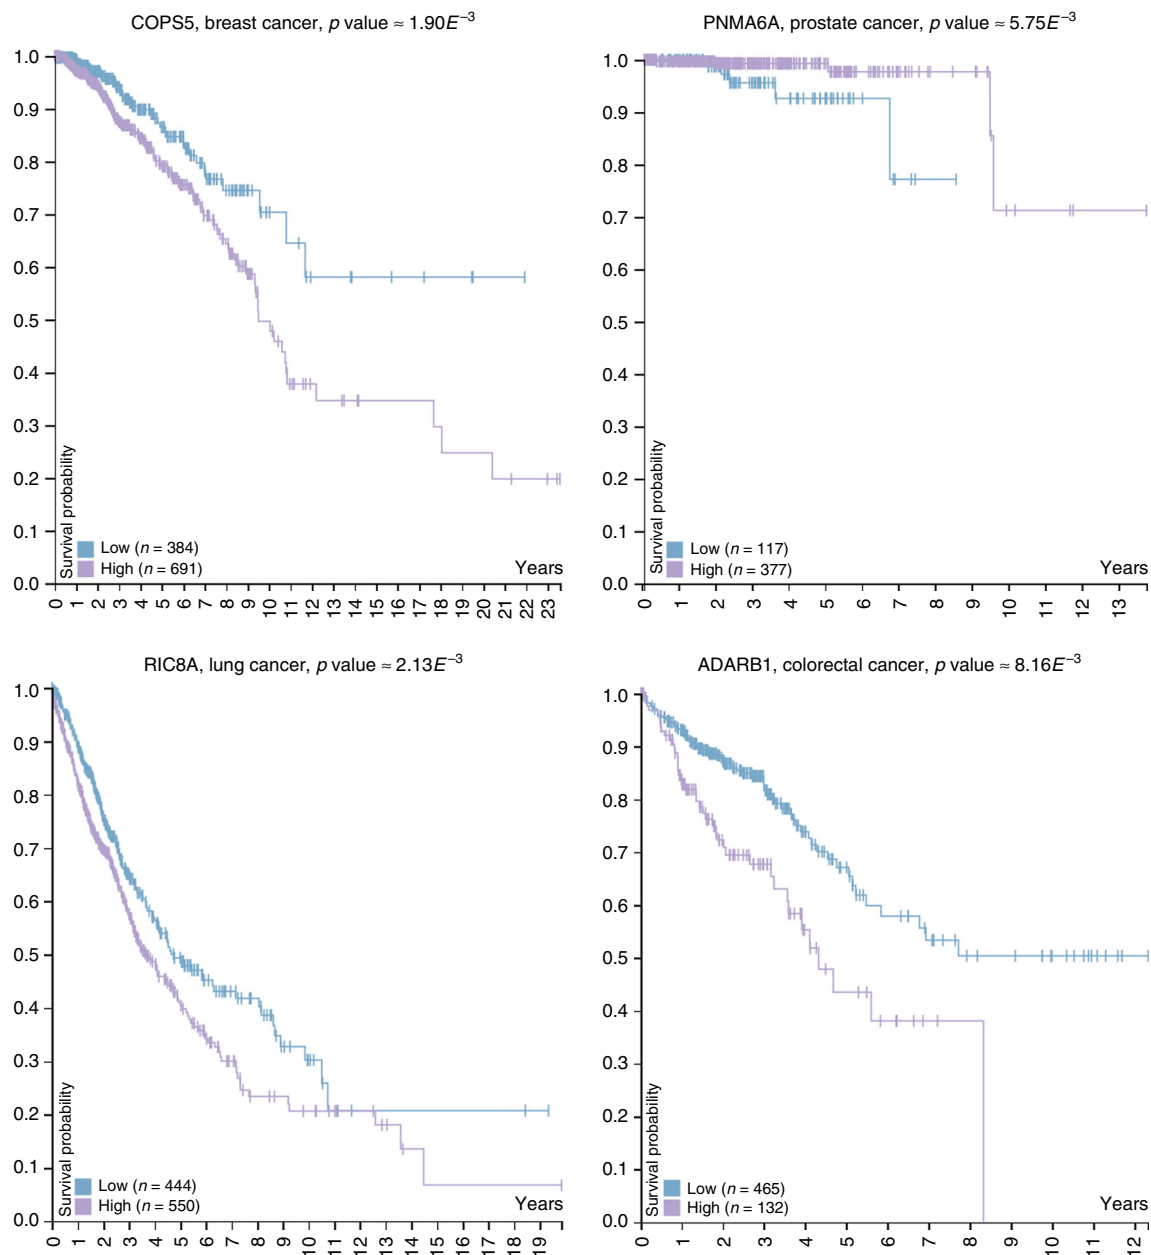 COPS5, breast cancer, p value ≈ 1.90E⁻³
1.0
0.9
0.8
0.7
0.6
0.5
0.4
0.3
0.2
0.1
0.0
Survival probability
Low (n = 384)
High (n = 691)
Years
0 1 2 3 4 5 6 7 8 9 10 11 12 13 14 15 16 17 18 19 20 21 22 23
PNMA6A, prostate cancer, p value ≈ 5.75E⁻³
1.0
0.9
0.8
0.7
0.6
0.5
0.4
0.3
0.2
0.1
0.0
Survival probability
Low (n = 117)
High (n = 377)
Years
0 1 2 3 4 5 6 7 8 9 10 11 12 13
RIC8A, lung cancer, p value ≈ 2.13E⁻³
1.0
0.9
0.8
0.7
0.6
0.5
0.4
0.3
0.2
0.1
0.0
Survival probability
Low (n = 444)
High (n = 550)
Years
0 1 2 3 4 5 6 7 8 9 10 11 12 13 14 15 16 17 18 19
ADARB1, colorectal cancer, p value ≈ 8.16E⁻³
1.0
0.9
0.8
0.7
0.6
0.5
0.4
0.3
0.2
0.1
0.0
Survival probability
Low (n = 465)
High (n = 132)
Years
0 1 2 3 4 5 6 7 8 9 10 11 12